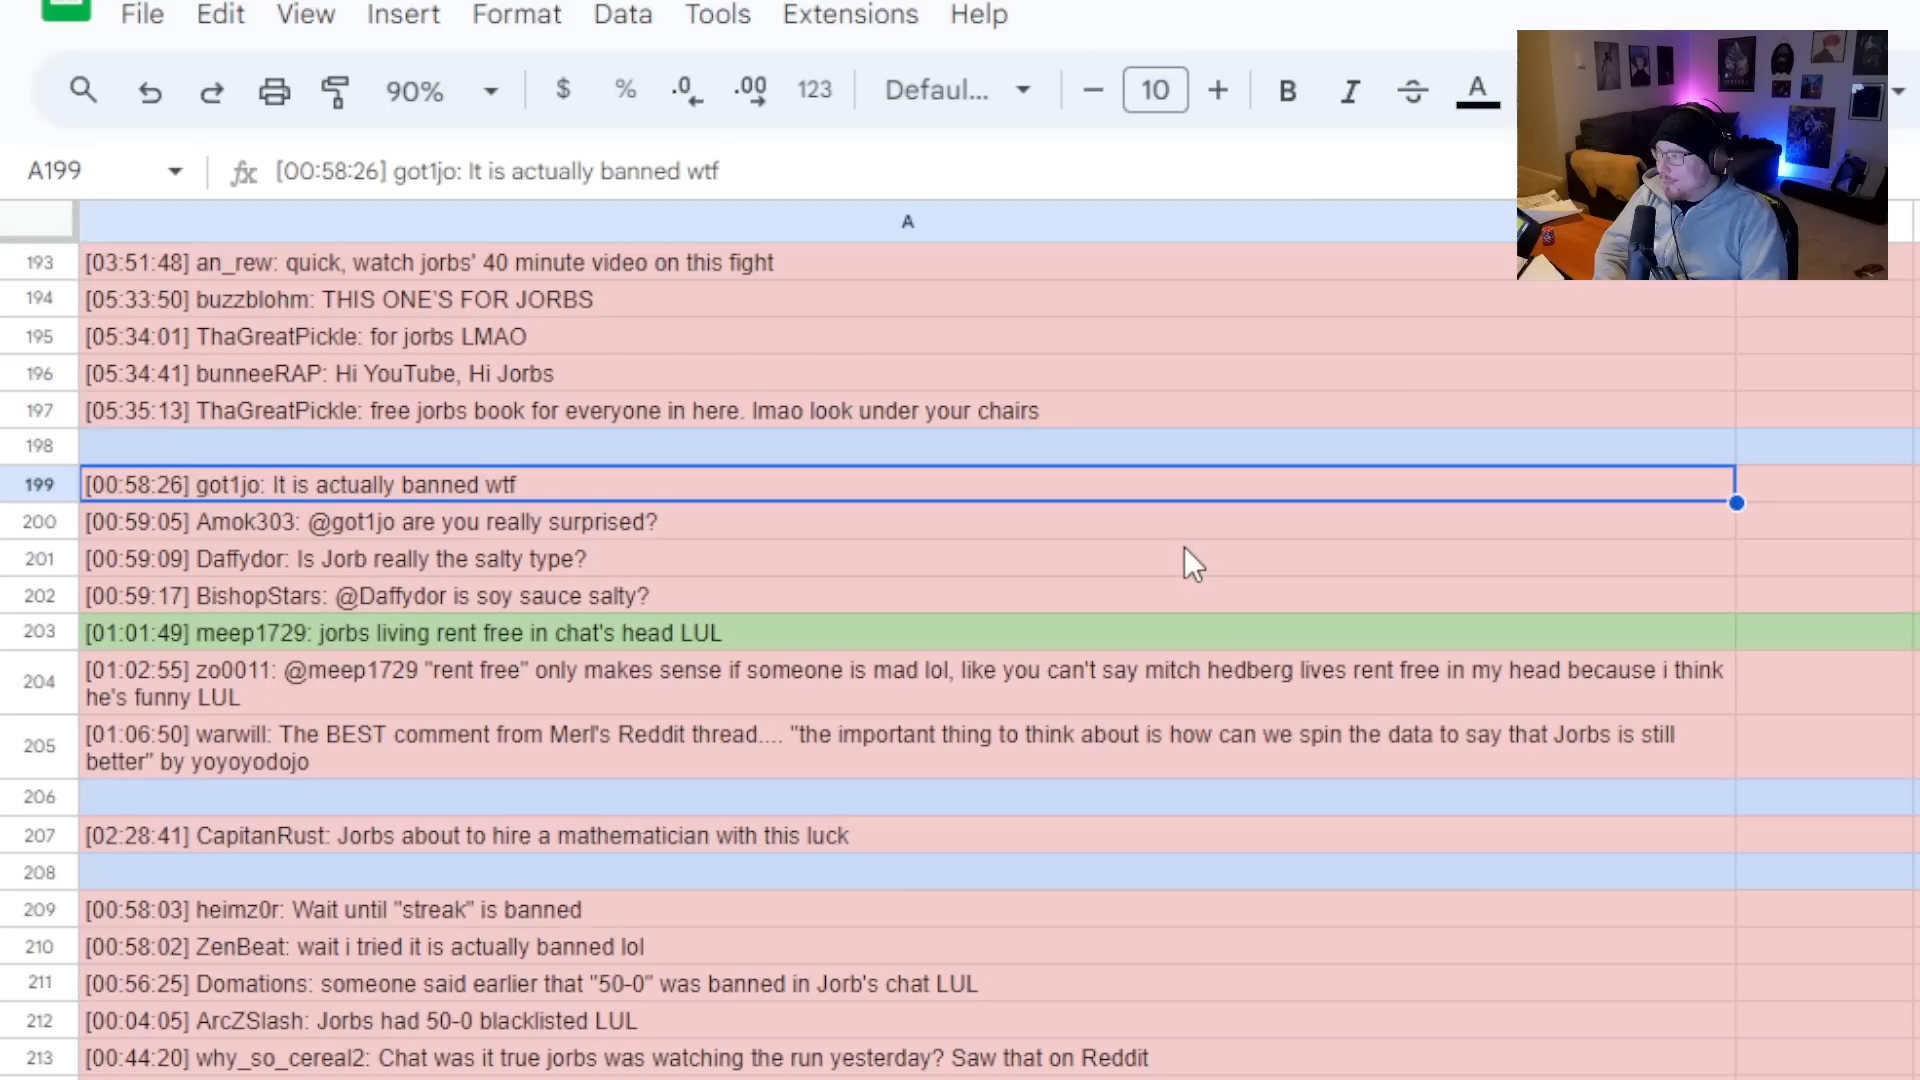 File Edit View Insert Format Data Tools Extensions Help
90% $ % .0 .00 123 Defaul... 10 B I A
A199 fx [00:58:26] got1jo: It is actually banned wtf
A
193 [03:51:48] an_rew: quick, watch jorbs' 40 minute video on this fight
194 [05:33:50] buzzblohm: THIS ONE'S FOR JORBS
195 [05:34:01] ThaGreatPickle: for jorbs LMAO
196 [05:34:41] bunneeRAP: Hi YouTube, Hi Jorbs
197 [05:35:13] ThaGreatPickle: free jorbs book for everyone in here. lmao look under your chairs
198
199 [00:58:26] got1jo: It is actually banned wtf
200 [00:59:05] Amok303: @got1jo are you really surprised?
201 [00:59:09] Daffydor: Is Jorb really the salty type?
202 [00:59:17] BishopStars: @Daffydor is soy sauce salty?
203 [01:01:49] meep1729: jorbs living rent free in chat's head LUL
204 [01:02:55] zo0011: @meep1729 "rent free" only makes sense if someone is mad lol, like you can't say mitch hedberg lives rent free in my head because i think
he's funny LUL
205 [01:06:50] warwill: The BEST comment from Merl's Reddit thread.... "the important thing to think about is how can we spin the data to say that Jorbs is still
better" by yoyoyodojo
206
207 [02:28:41] CapitanRust: Jorbs about to hire a mathematician with this luck
208
209 [00:58:03] heimz0r: Wait until "streak" is banned
210 [00:58:02] ZenBeat: wait i tried it is actually banned lol
211 [00:56:25] Domations: someone said earlier that "50-0" was banned in Jorb's chat LUL
212 [00:04:05] ArcZSlash: Jorbs had 50-0 blacklisted LUL
213 [00:44:20] why_so_cereal2: Chat was it true jorbs was watching the run yesterday? Saw that on Reddit